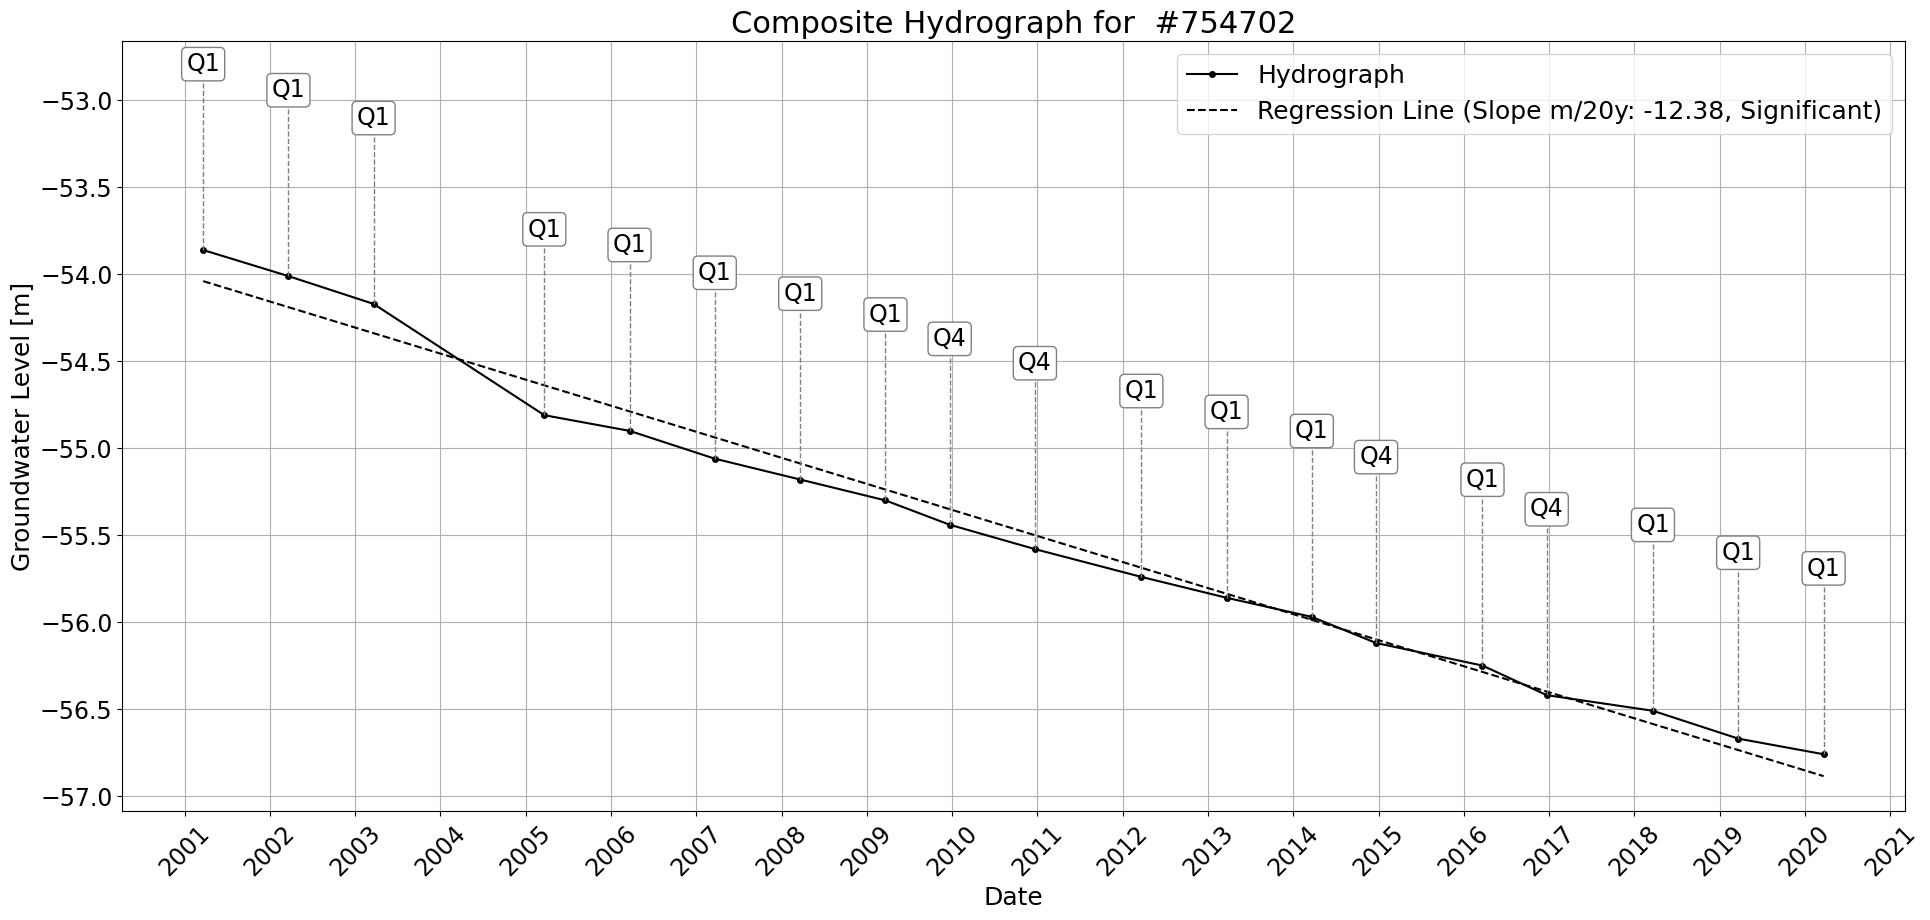 Composite Hydrograph for  #754702
Hydrograph
Regression Line (Slope m/20y: -12.38, Significant)
Q1
Q1
Q1
Q1
Q1
Q1
Q1
Q1
Q4
Q4
Q1
Q1
Q1
Q4
Q1
Q4
Q1
Q1
Q1
Groundwater Level [m]
−53.0
−53.5
−54.0
−54.5
−55.0
−55.5
−56.0
−56.5
−57.0
2001
2002
2003
2004
2005
2006
2007
2008
2009
2010
2011
2012
2013
2014
2015
2016
2017
2018
2019
2020
2021
Date